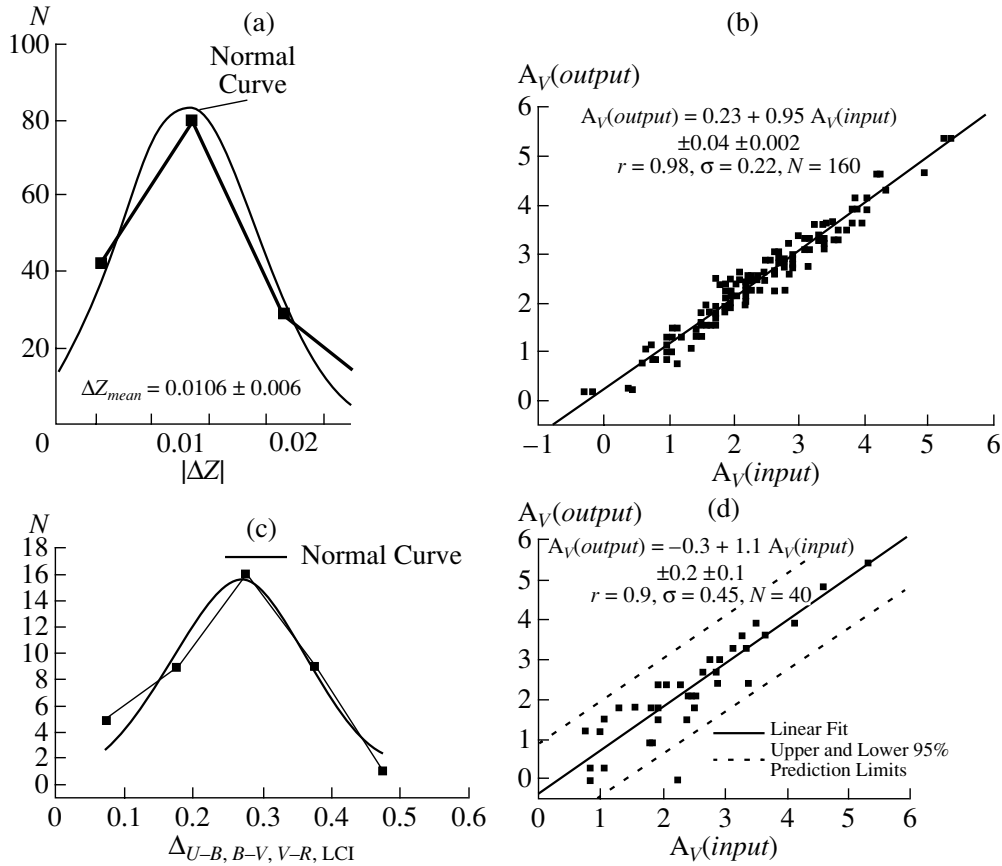 (a)
N
100
80
60
40
20
0
Normal
Curve
ΔZmean = 0.0106 ± 0.006
0.01
0.02
|ΔZ|
(b)
AV(output)
6
5
4
3
2
1
0
AV(output) = 0.23 + 0.95 AV(input)
±0.04 ±0.002
r = 0.98, σ = 0.22, N = 160
–1 0 1 2 3 4 5 6
AV(input)
(c)
N
18
16
14
12
10
8
6
4
2
0
Normal Curve
0 0.1 0.2 0.3 0.4 0.5 0.6
ΔU–B, B–V, V–R, LCI
(d)
AV(output)
6
5
4
3
2
1
0
AV(output) = –0.3 + 1.1 AV(input)
±0.2 ±0.1
r = 0.9, σ = 0.45, N = 40
Linear Fit
Upper and Lower 95%
Prediction Limits
0 1 2 3 4 5 6
AV(input)